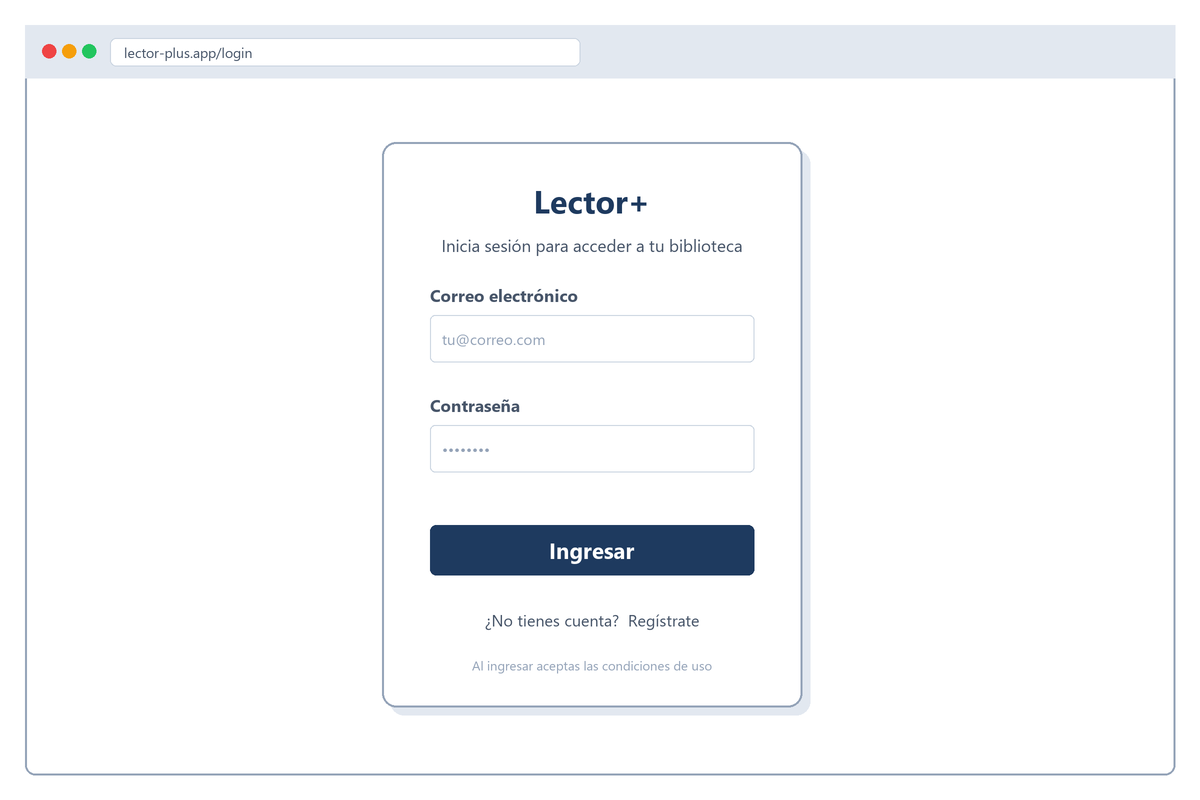 lector-plus.app/login
Lector+
Inicia sesión para acceder a tu biblioteca
Correo electrónico
tu@correo.com
Contraseña
••••••••
Ingresar
¿No tienes cuenta? Regístrate
Al ingresar aceptas las condiciones de uso